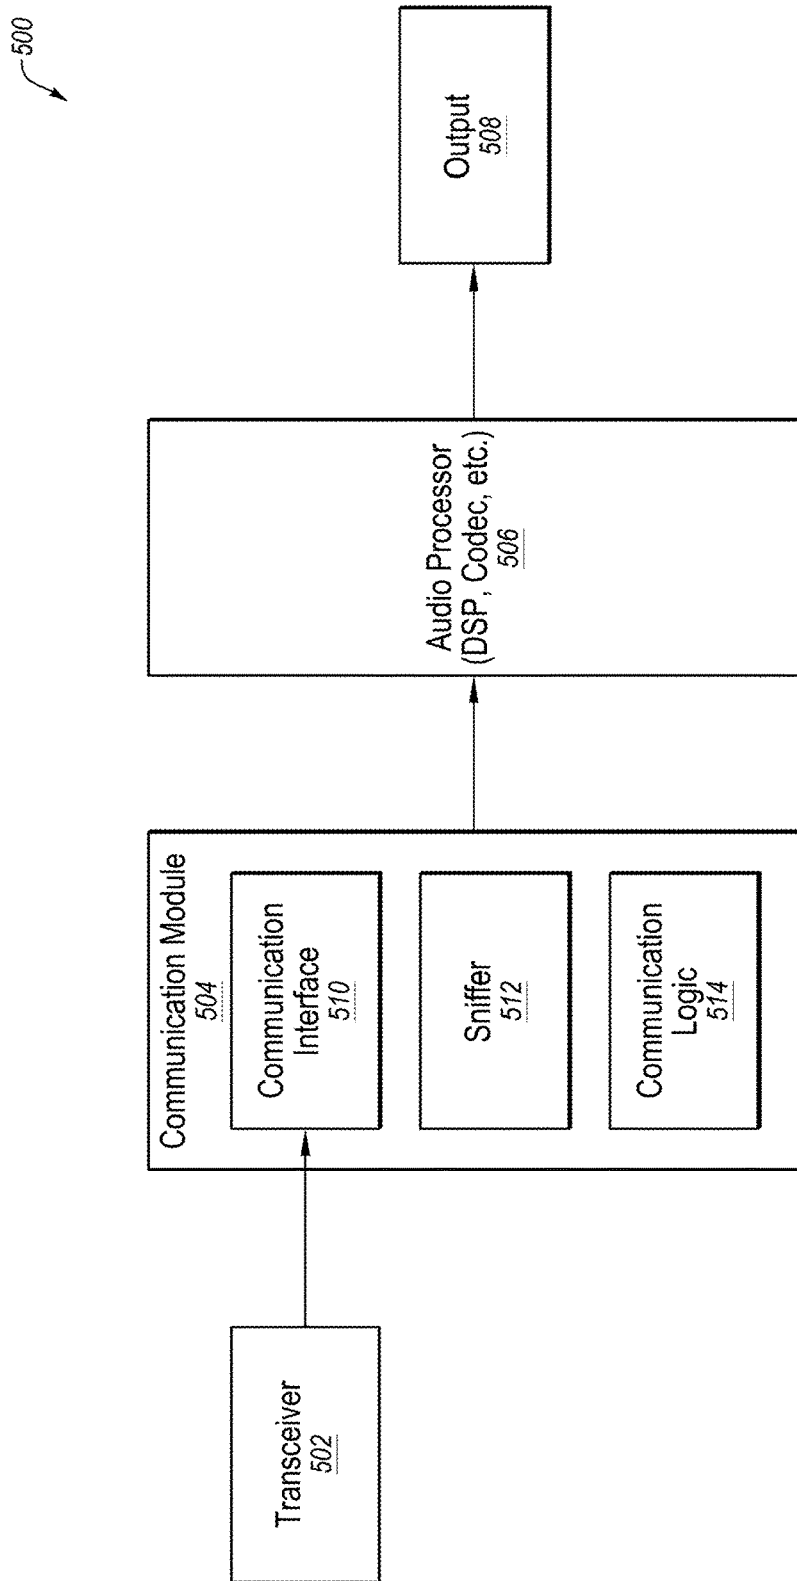 500
Transceiver
502
Communication Module
504
Communication
Interface
510
Sniffer
512
Communication
Logic
514
Audio Processor
(DSP, Codec, etc.)
506
Output
508